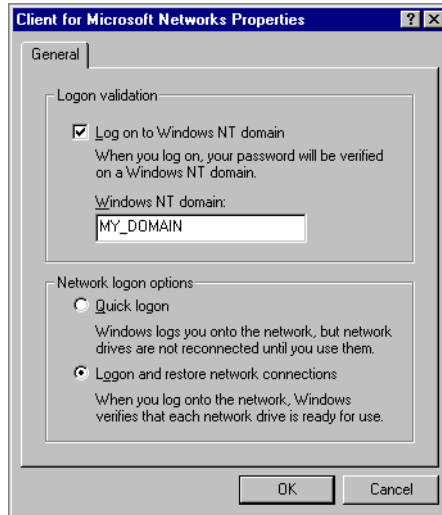 Client for Microsoft Networks Properties
General
Logon validation
Log on to Windows NT domain
When you log on, your password will be verified
on a Windows NT domain.
Windows NT domain:
MY_DOMAIN
Network logon options
Quick logon
Windows logs you onto the network, but network
drives are not reconnected until you use them.
Logon and restore network connections
When you log onto the network, Windows
verifies that each network drive is ready for use.
OK
Cancel